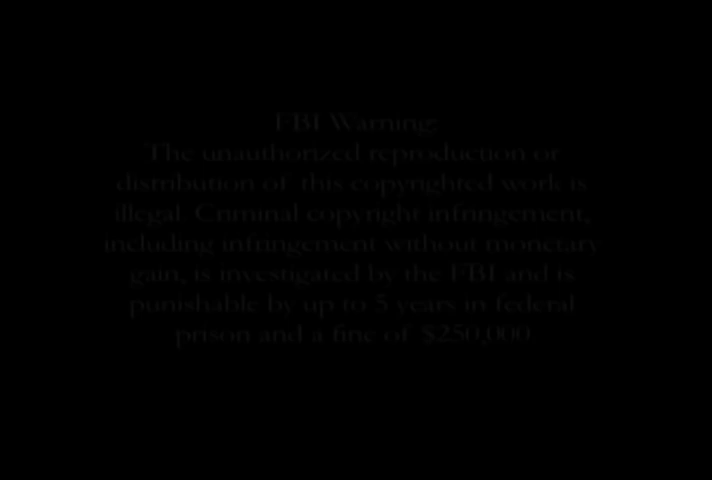 FBI Warning:
The unauthorized reproduction or
distribution of this copyrighted work is
illegal. Criminal copyright infringement,
including infringement without monetary
gain, is investigated by the FBI and is
punishable by up to 5 years in federal
prison and a fine of $250,000